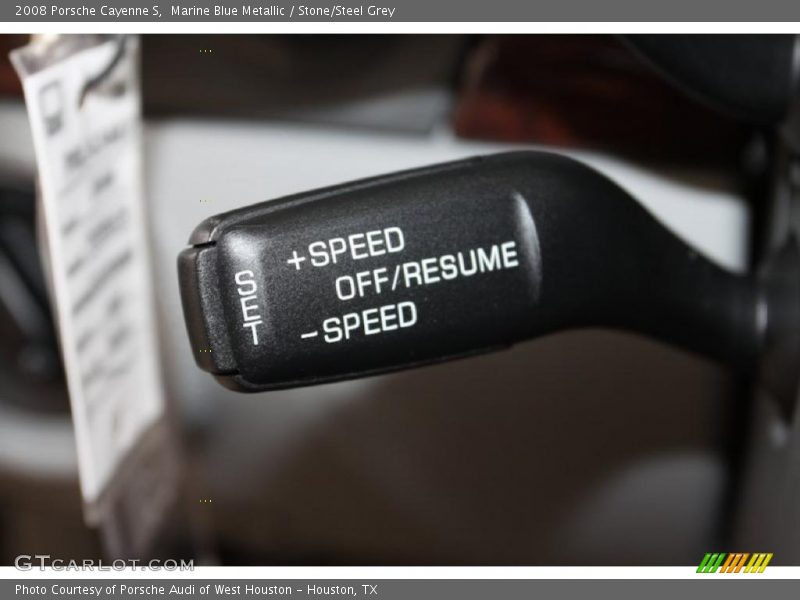 2008 Porsche Cayenne S, Marine Blue Metallic / Stone/Steel Grey
+SPEED
SET
OFF/RESUME
-SPEED
GTCARLOT.COM
Photo Courtesy of Porsche Audi of West Houston - Houston, TX